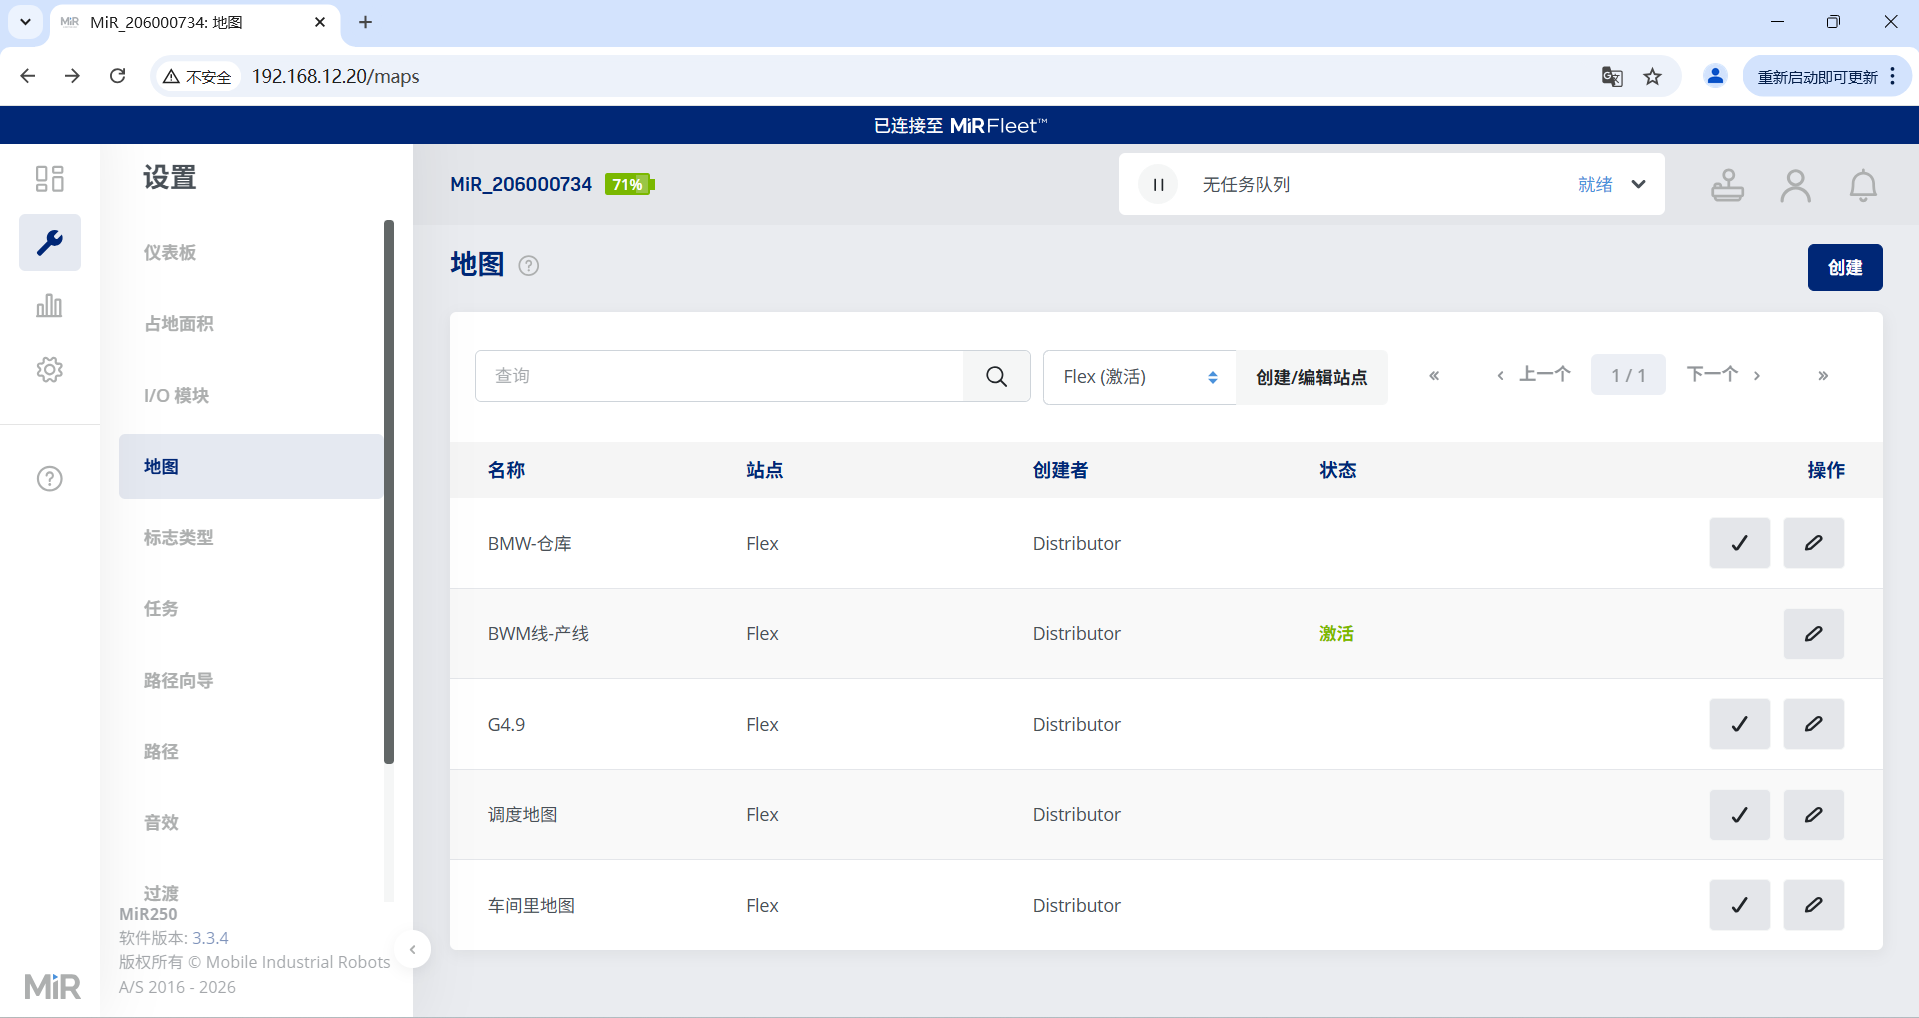 MiR_206000734: 地图
不安全
192.168.12.20/maps
重新启动即可更新
已连接至 MiR Fleet™
设置
仪表板
占地面积
I/O 模块
地图
标志类型
任务
路径向导
路径
音效
过渡
MiR250
软件版本: 3.3.4
版权所有 © Mobile Industrial Robots
A/S 2016 - 2026
MiR
MiR_206000734 71%
无任务队列 就绪
地图
创建
查询
Flex (激活)
创建/编辑站点
« ‹ 上一个 1 / 1 下一个 › »
名称 站点 创建者 状态 操作
BMW-仓库 Flex Distributor
BWM线-产线 Flex Distributor 激活
G4.9 Flex Distributor
调度地图 Flex Distributor
车间里地图 Flex Distributor